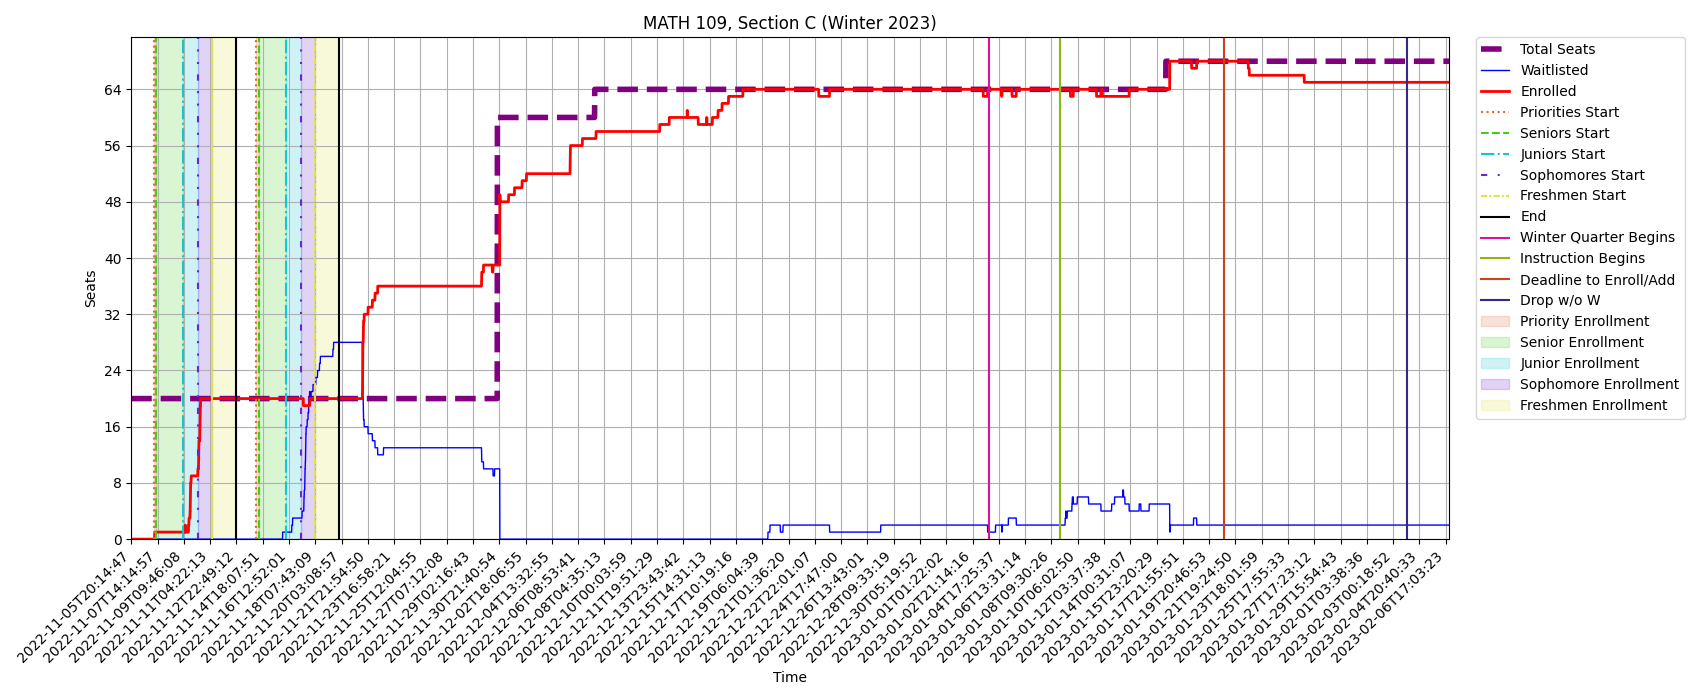 MATH 109, Section C (Winter 2023)
Seats
64
56
48
40
32
24
16
8
0
2022-11-05T20:14:47
2022-11-07T14:14:57
2022-11-09T09:46:08
2022-11-11T04:22:13
2022-11-12T22:49:12
2022-11-14T18:07:51
2022-11-16T12:52:01
2022-11-18T07:43:09
2022-11-20T03:08:57
2022-11-21T21:54:50
2022-11-23T16:58:21
2022-11-25T12:04:55
2022-11-27T07:12:08
2022-11-29T02:16:43
2022-11-30T21:40:54
2022-12-02T18:06:55
2022-12-04T13:32:55
2022-12-06T08:53:41
2022-12-08T04:35:13
2022-12-10T00:03:59
2022-12-11T19:51:29
2022-12-13T23:43:42
2022-12-15T14:31:13
2022-12-17T10:19:16
2022-12-19T06:04:39
2022-12-21T01:36:20
2022-12-22T22:01:07
2022-12-24T17:47:00
2022-12-26T13:43:01
2022-12-28T09:33:19
2022-12-30T05:19:52
2023-01-01T01:22:02
2023-01-02T21:14:16
2023-01-04T17:25:37
2023-01-06T13:31:14
2023-01-08T09:30:26
2023-01-10T06:02:50
2023-01-12T03:37:38
2023-01-14T00:31:07
2023-01-15T23:20:29
2023-01-17T21:55:51
2023-01-19T20:46:53
2023-01-21T19:24:50
2023-01-23T18:01:59
2023-01-25T17:55:33
2023-01-27T17:23:12
2023-01-29T15:54:43
2023-02-01T03:38:36
2023-02-03T00:18:52
2023-02-04T20:40:33
2023-02-06T17:03:23
Time
Total Seats
Waitlisted
Enrolled
Priorities Start
Seniors Start
Juniors Start
Sophomores Start
Freshmen Start
End
Winter Quarter Begins
Instruction Begins
Deadline to Enroll/Add
Drop w/o W
Priority Enrollment
Senior Enrollment
Junior Enrollment
Sophomore Enrollment
Freshmen Enrollment